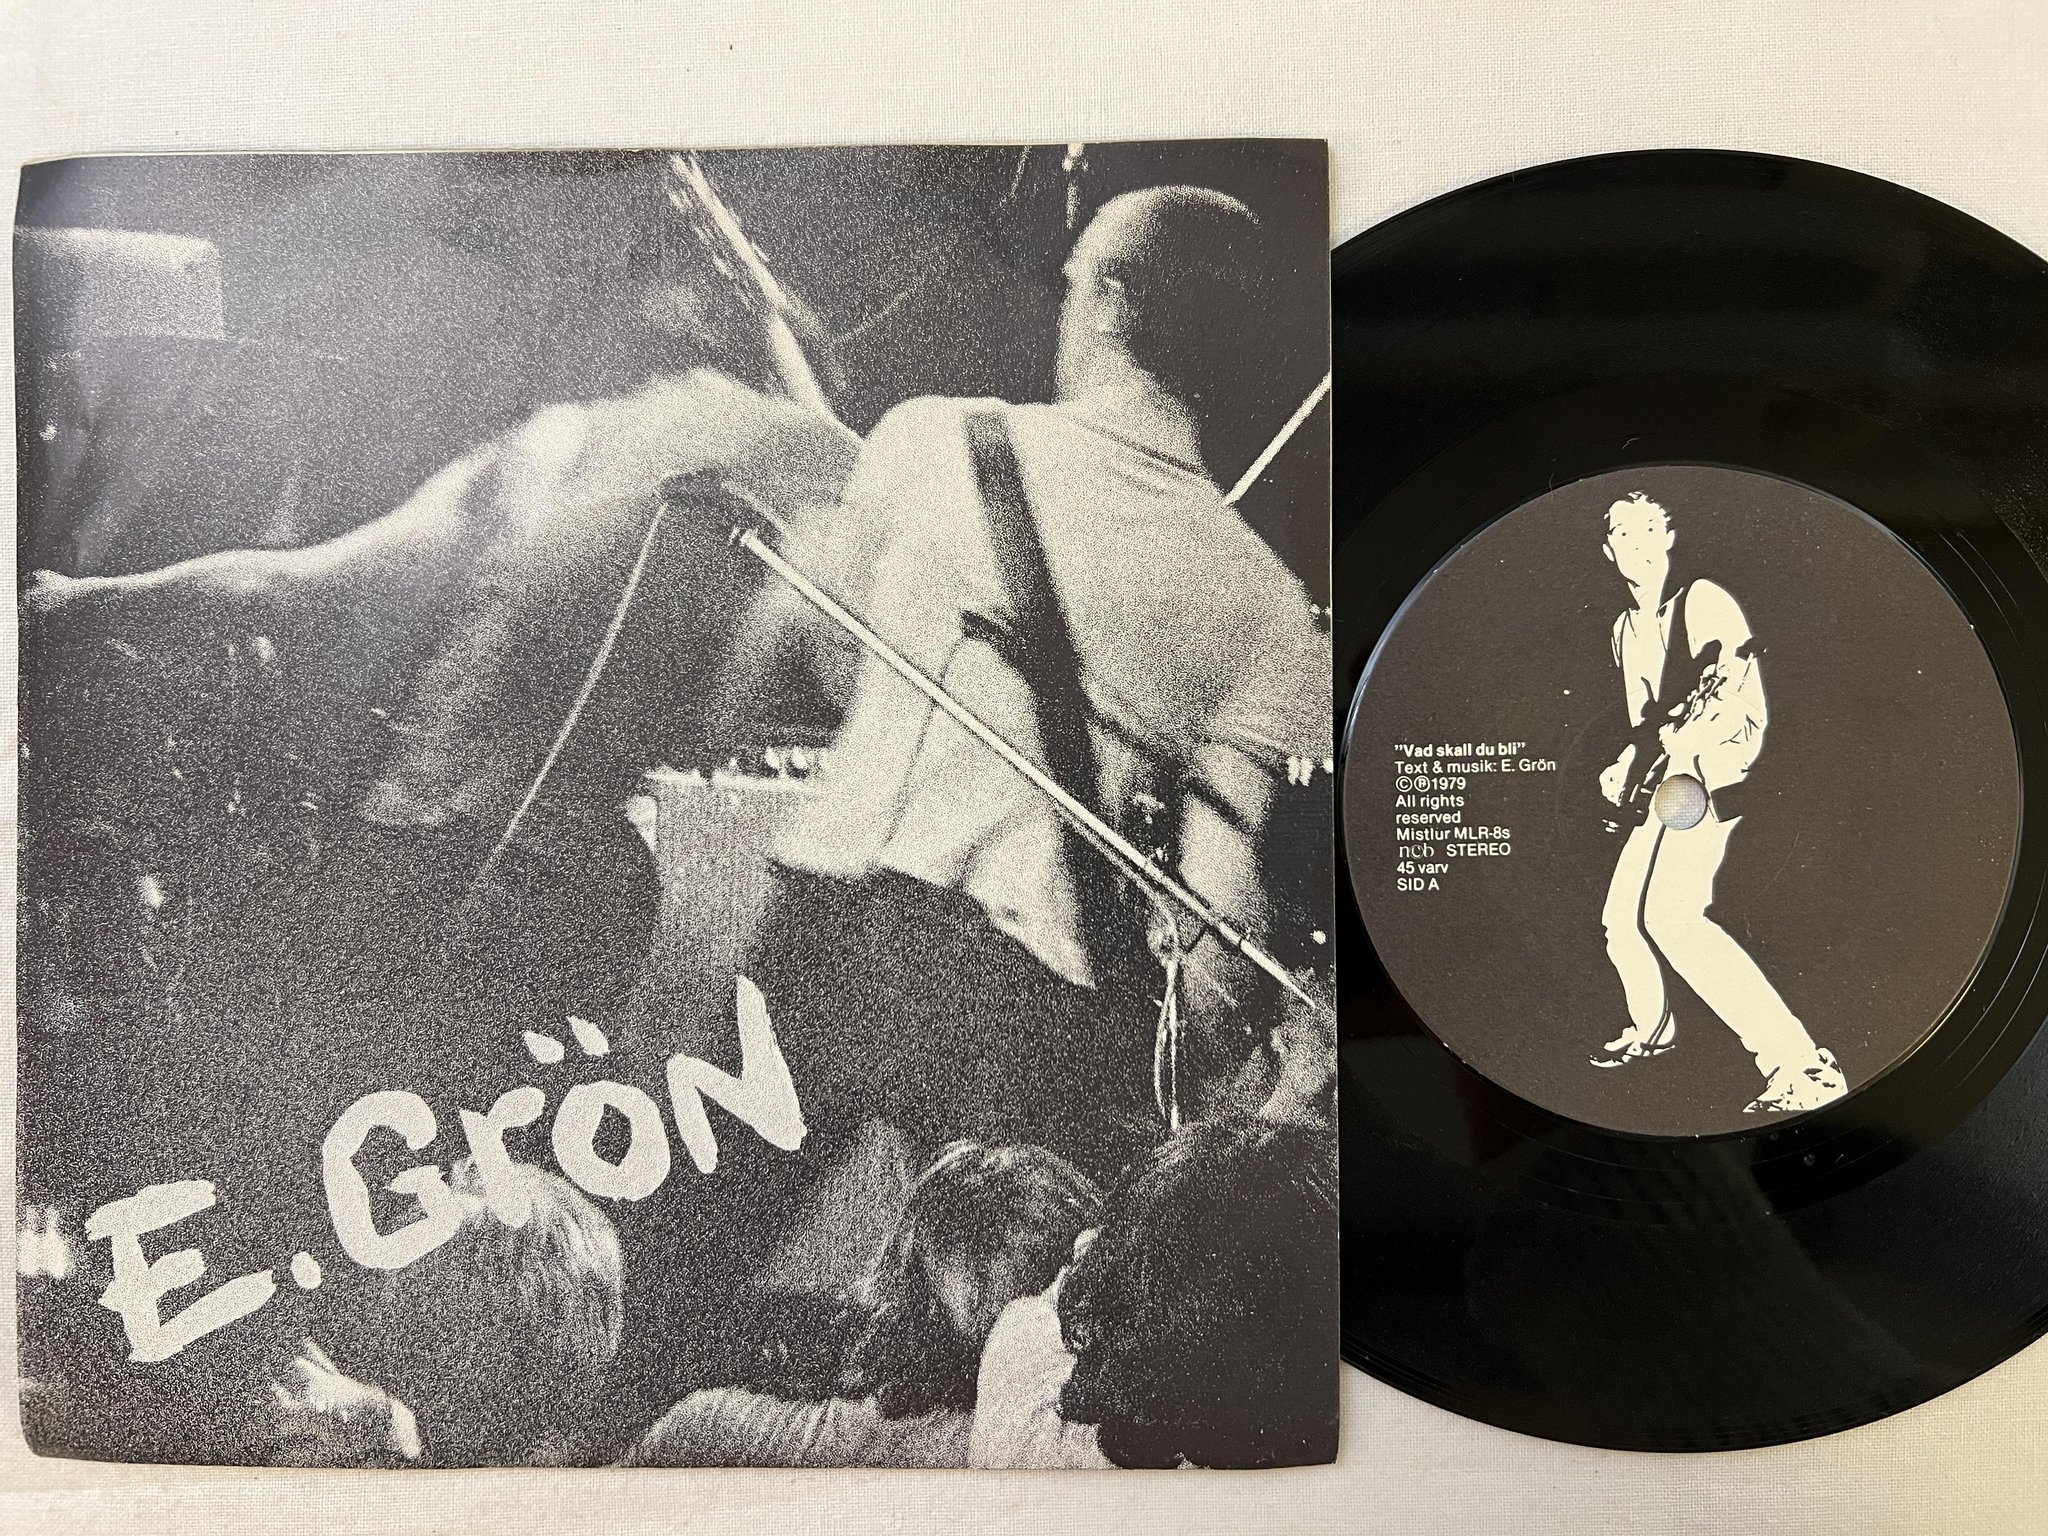 E. Grön
"Vad skall du bli"
Text & musik: E. Grön
©℗1979
All rights
reserved
Mistlur MLR-8s
ncb STEREO
45 varv
SID A